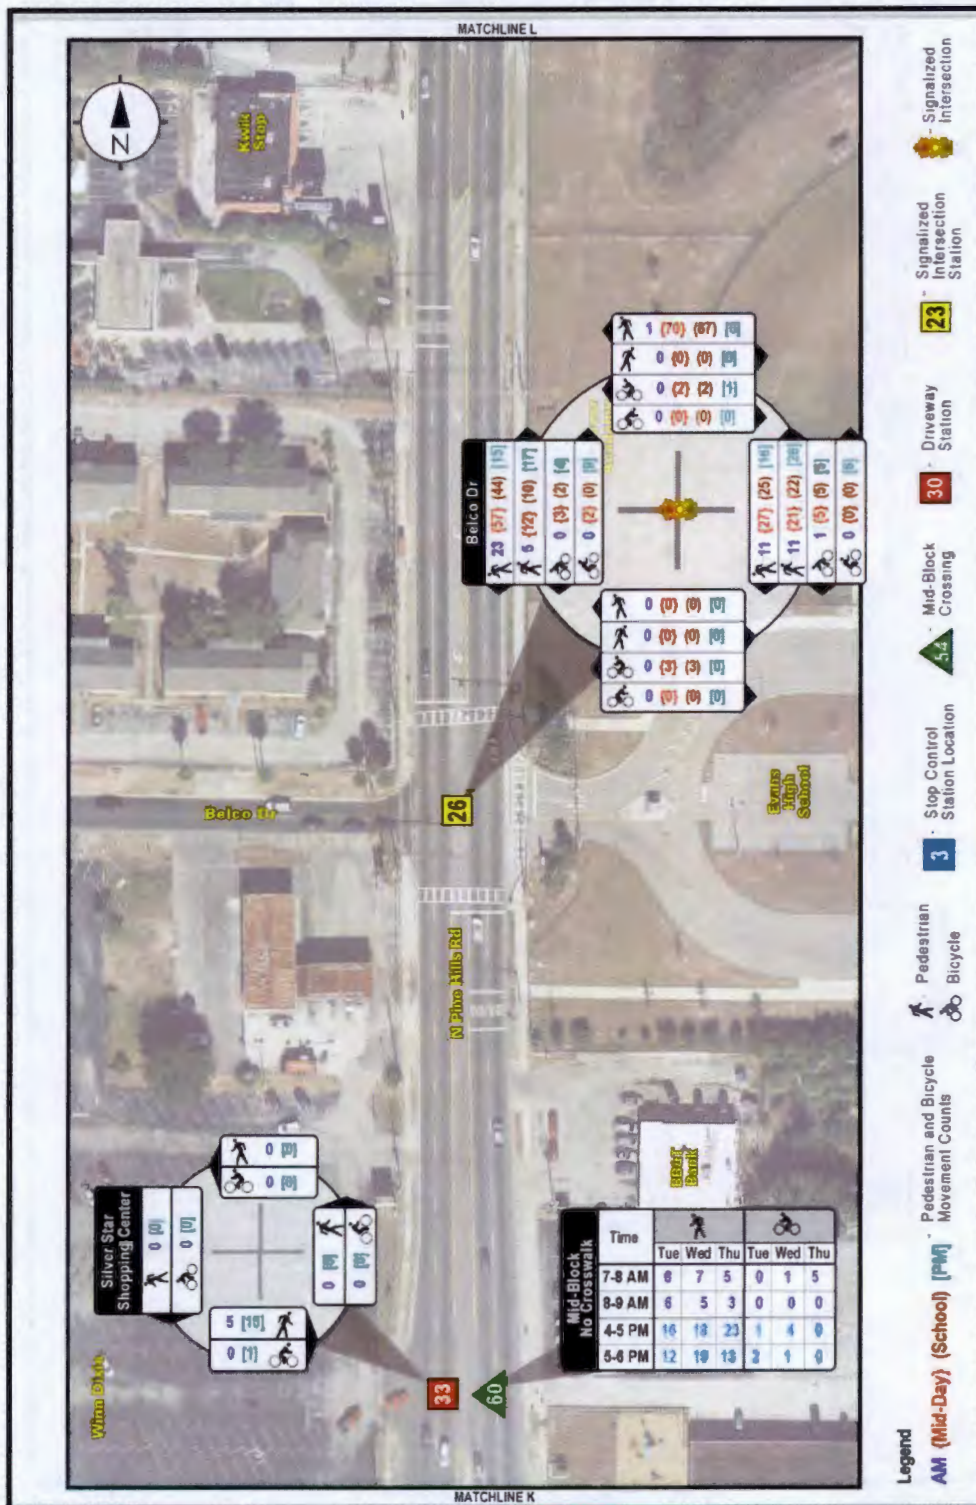 MATCHLINE L
N
Kwik
Stop
Belco Dr
23 {57} (44) [15]
5 {12} (10) [17]
0 {3} (2) [4]
0 {2} (0)
1 {70} (67)
0 {0} (0) [0]
0 {2} (2) [1]
0 {0} (0) [0]
0 {0} (0) [0]
0 {0} (0) [0]
0 {3} (3) [0]
0 {0} (0) [0]
11 {27} (25) [16]
11 {21} (22)
1 {5} (5) [5]
0 {0} (0)
Belco Dr
26
Evans
High
School
N Pine Hills Rd
BB&T
Bank
Winn Dixie
Silver Star
Shopping Center
0 [0]
0 [0]
0 [0]
0 [0]
0 [0]
0 [0]
5
0 [1]
33
60
Mid-Block
No Crosswalk
Time
Tue Wed Thu Tue Wed Thu
7-8 AM 6 7 5 0 1 5
8-9 AM 6 5 3 0 0 0
4-5 PM 16 18 23 1 4 0
5-6 PM 12 19 13 2 1 0
MATCHLINE K
Legend
AM {Mid-Day} (School) [PM] - Pedestrian and Bicycle
Movement Counts
Pedestrian
Bicycle
3 - Stop Control
Station Location
54 - Mid-Block
Crossing
30 - Driveway
Station
23 - Signalized
Intersection
Station
- Signalized
Intersection